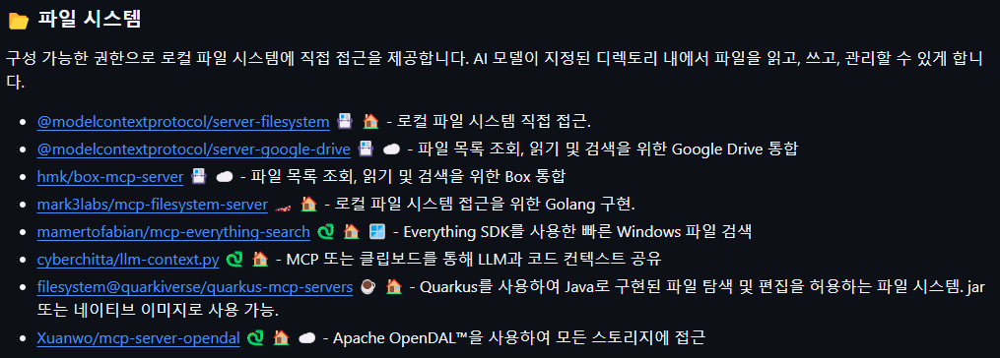 📂 파일 시스템
구성 가능한 권한으로 로컬 파일 시스템에 직접 접근을 제공합니다. AI 모델이 지정된 디렉토리 내에서 파일을 읽고, 쓰고, 관리할 수 있게 합니
다.
• @modelcontextprotocol/server-filesystem 📇 🏠 - 로컬 파일 시스템 직접 접근.
• @modelcontextprotocol/server-google-drive 📇 ☁️ - 파일 목록 조회, 읽기 및 검색을 위한 Google Drive 통합
• hmk/box-mcp-server 📇 ☁️ - 파일 목록 조회, 읽기 및 검색을 위한 Box 통합
• mark3labs/mcp-filesystem-server 🏎️ 🏠 - 로컬 파일 시스템 접근을 위한 Golang 구현.
• mamertofabian/mcp-everything-search 🐍 🏠 🪟 - Everything SDK를 사용한 빠른 Windows 파일 검색
• cyberchitta/llm-context.py 🐍 🏠 - MCP 또는 클립보드를 통해 LLM과 코드 컨텍스트 공유
• filesystem@quarkiverse/quarkus-mcp-servers ☕ 🏠 - Quarkus를 사용하여 Java로 구현된 파일 탐색 및 편집을 허용하는 파일 시스템. jar
또는 네이티브 이미지로 사용 가능.
• Xuanwo/mcp-server-opendal 🐍 🏠 ☁️ - Apache OpenDAL™을 사용하여 모든 스토리지에 접근